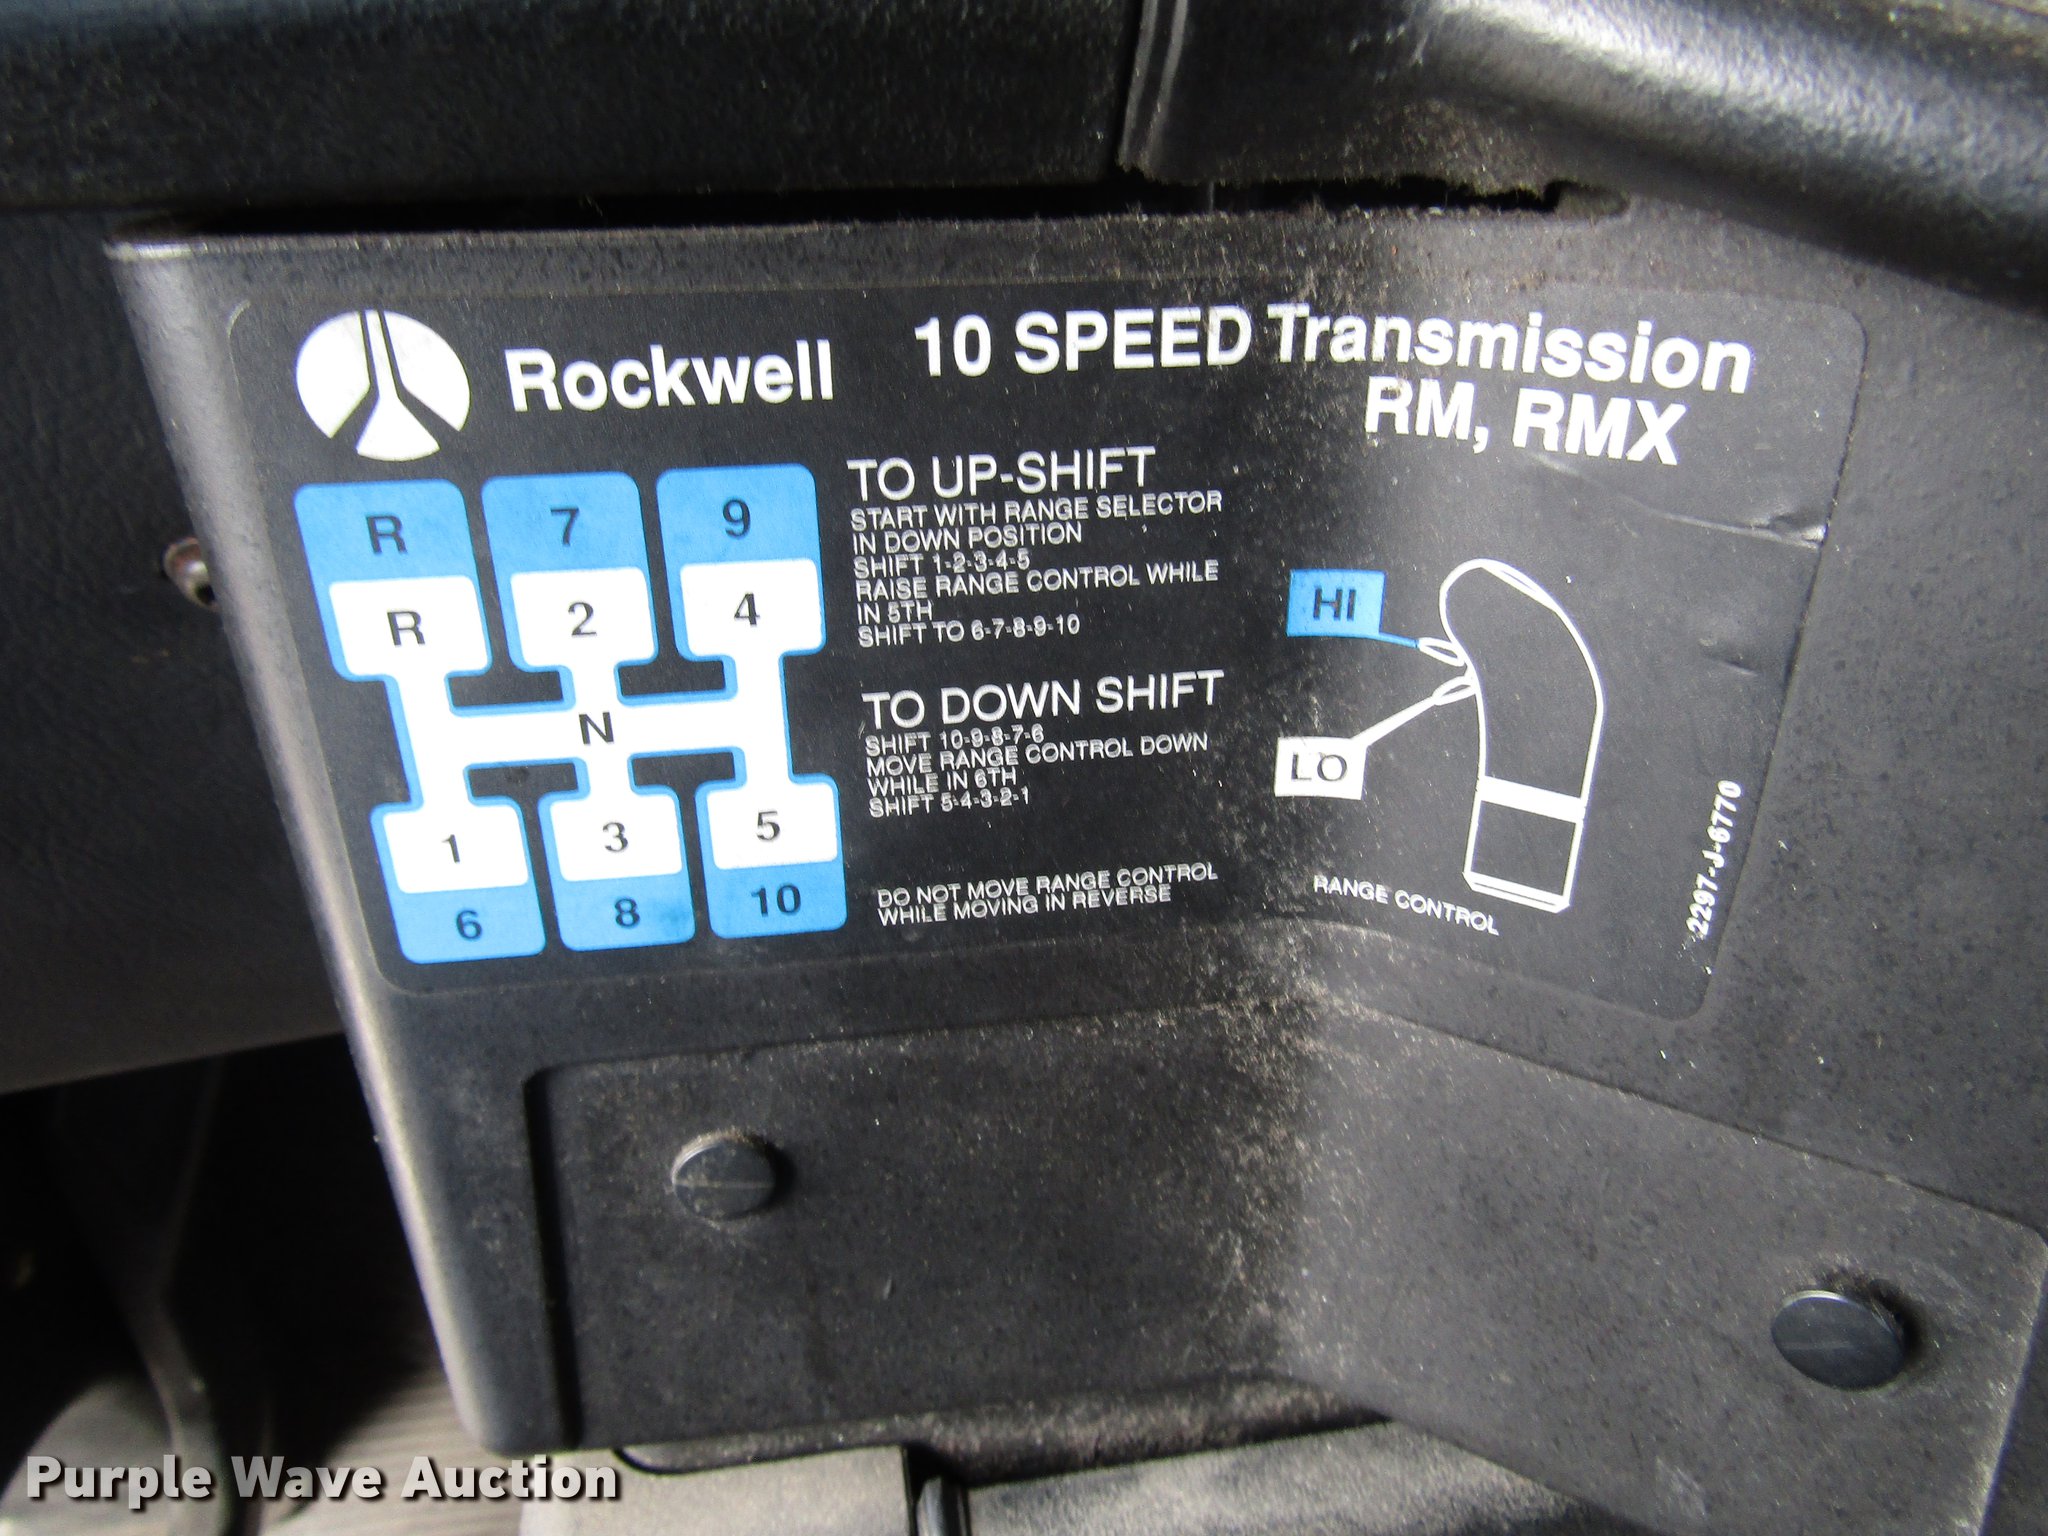 Rockwell
10 SPEED Transmission
RM, RMX
R 7 9
R 2 4
N
1 3 5
6 8 10
TO UP-SHIFT
START WITH RANGE SELECTOR
IN DOWN POSITION
SHIFT 1-2-3-4-5
RAISE RANGE CONTROL WHILE
IN 5TH
SHIFT TO 6-7-8-9-10
TO DOWN SHIFT
SHIFT 10-9-8-7-6
MOVE RANGE CONTROL DOWN
WHILE IN 6TH
SHIFT 5-4-3-2-1
DO NOT MOVE RANGE CONTROL
WHILE MOVING IN REVERSE
HI
LO
RANGE CONTROL
2297-J-6770
Purple Wave Auction